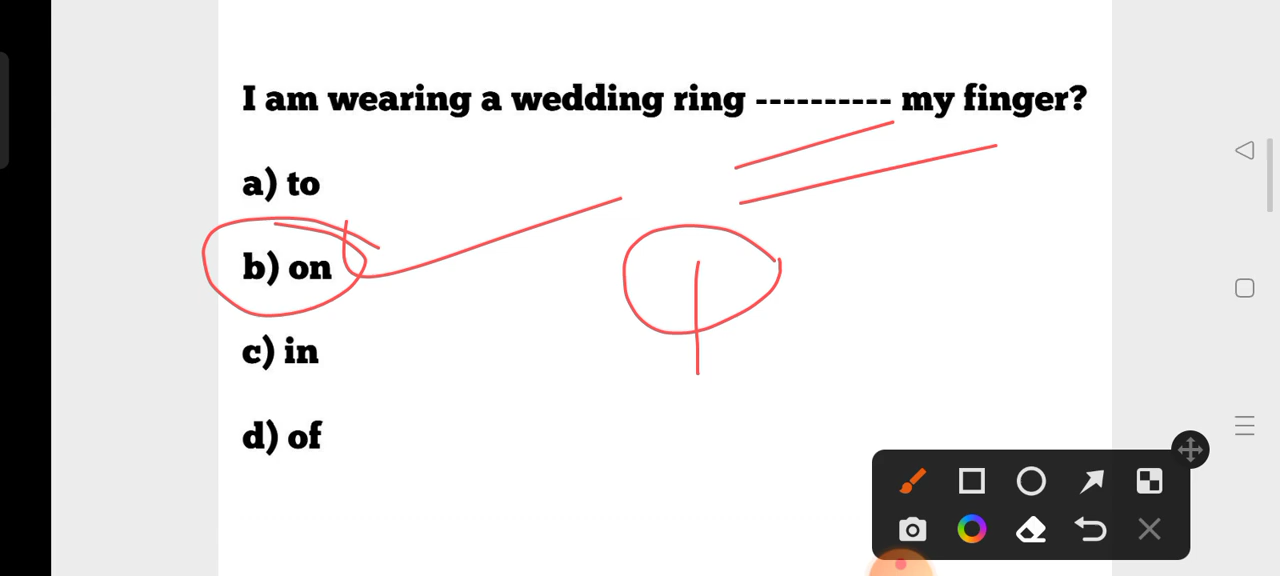 I am wearing a wedding ring ---------- my finger?
a) to
b) on
c) in
d) of